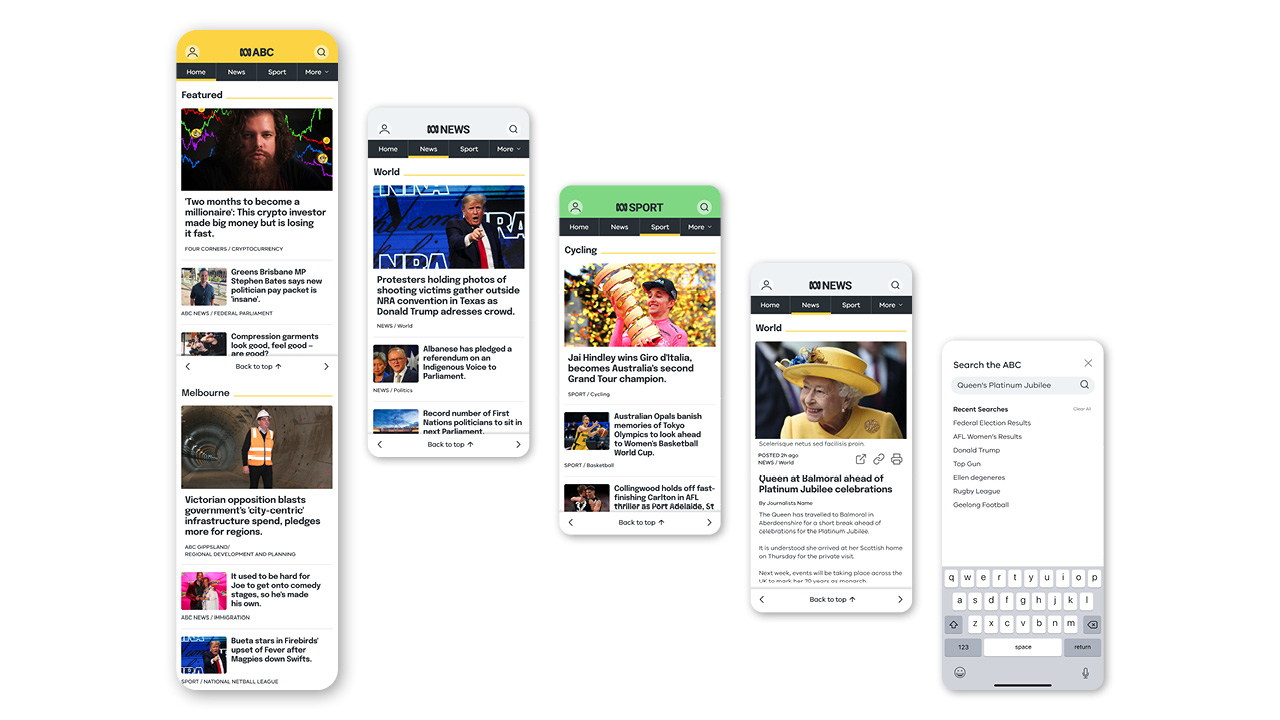 ABC
Home News Sport More
Featured
'Two months to become a
millionaire': This crypto investor
made big money but is losing
it fast.
FOUR CORNERS / CRYPTOCURRENCY
Greens Brisbane MP
Stephen Bates says new
politician pay packet is
'insane'.
ABC NEWS / FEDERAL PARLIAMENT
Compression garments
look good, feel good –
are good?
Back to top ↑
Melbourne
Victorian opposition blasts
government's 'city-centric'
infrastructure spend, pledges
more for regions.
ABC GIPPSLAND/
REGIONAL DEVELOPMENT AND PLANNING
It used to be hard for
Joe to get onto comedy
stages, so he's made
his own.
ABC NEWS / IMMIGRATION
Bueta stars in Firebirds'
upset of Fever after
Magpies down Swifts.
SPORT / NATIONAL NETBALL LEAGUE
NEWS
Home News Sport More
World
NRA
NRA
NRA
Protesters holding photos of
shooting victims gather outside
NRA convention in Texas as
Donald Trump adresses crowd.
NEWS / World
Albanese has pledged a
referendum on an
Indigenous Voice to
Parliament.
NEWS / Politics
Record number of First
Nations politicians to sit in
next Parliament.
Back to top ↑
SPORT
Home News Sport More
Cycling
Jai Hindley wins Giro d'Italia,
becomes Australia's second
Grand Tour champion.
SPORT / Cycling
Australian Opals banish
memories of Tokyo
Olympics to look ahead
to Women's Basketball
World Cup.
SPORT / Basketball
Collingwood holds off fast-
finishing Carlton in AFL
thriller as Port Adelaide, St
Back to top ↑
NEWS
Home News Sport More
World
Scelerisque netus sed facilisis proin.
POSTED 2h ago
NEWS / World
Queen at Balmoral ahead of
Platinum Jubilee celebrations
By Journalists Name
The Queen has travelled to Balmoral in
Aberdeenshire for a short break ahead of
celebrations for the Platinum Jubilee.
It is understood she arrived at her Scottish home
on Thursday for the private visit.
Next week, events will be taking place across the
UK to mark her 70 years as monarch.
Back to top ↑
Search the ABC
Queen's Platinum Jubilee
Recent Searches Clear All
Federal Election Results
AFL Women's Results
Donald Trump
Top Gun
Ellen degeneres
Rugby League
Geelong Football
q w e r t y u i o p
a s d f g h j k l
z x c v b n m
123 space return